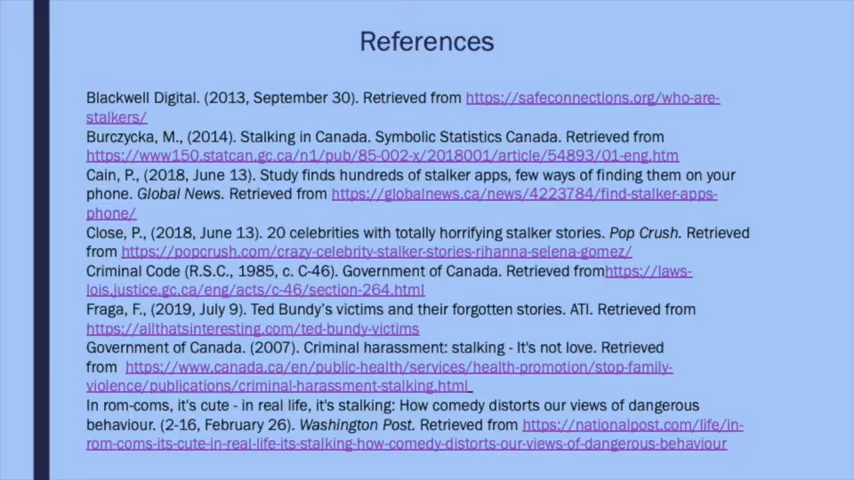 References
Blackwell Digital. (2013, September 30). Retrieved from https://safeconnections.org/who-are-
stalkers/
Burczycka, M., (2014). Stalking in Canada. Symbolic Statistics Canada. Retrieved from
https://www150.statcan.gc.ca/n1/pub/85-002-x/2018001/article/54893/01-eng.htm
Cain, P., (2018, June 13). Study finds hundreds of stalker apps, few ways of finding them on your
phone. Global News. Retrieved from https://globalnews.ca/news/4223784/find-stalker-apps-
phone/
Close, P., (2018, June 13). 20 celebrities with totally horrifying stalker stories. Pop Crush. Retrieved
from https://popcrush.com/crazy-celebrity-stalker-stories-rihanna-selena-gomez/
Criminal Code (R.S.C., 1985, c. C-46). Government of Canada. Retrieved fromhttps://laws-
lois.justice.gc.ca/eng/acts/c-46/section-264.html
Fraga, F., (2019, July 9). Ted Bundy's victims and their forgotten stories. ATI. Retrieved from
https://allthatsinteresting.com/ted-bundy-victims
Government of Canada. (2007). Criminal harassment: stalking - It's not love. Retrieved
from https://www.canada.ca/en/public-health/services/health-promotion/stop-family-
violence/publications/criminal-harassment-stalking.html
In rom-coms, it's cute - in real life, it's stalking: How comedy distorts our views of dangerous
behaviour. (2-16, February 26). Washington Post. Retrieved from https://nationalpost.com/life/in-
rom-coms-its-cute-in-real-life-its-stalking-how-comedy-distorts-our-views-of-dangerous-behaviour